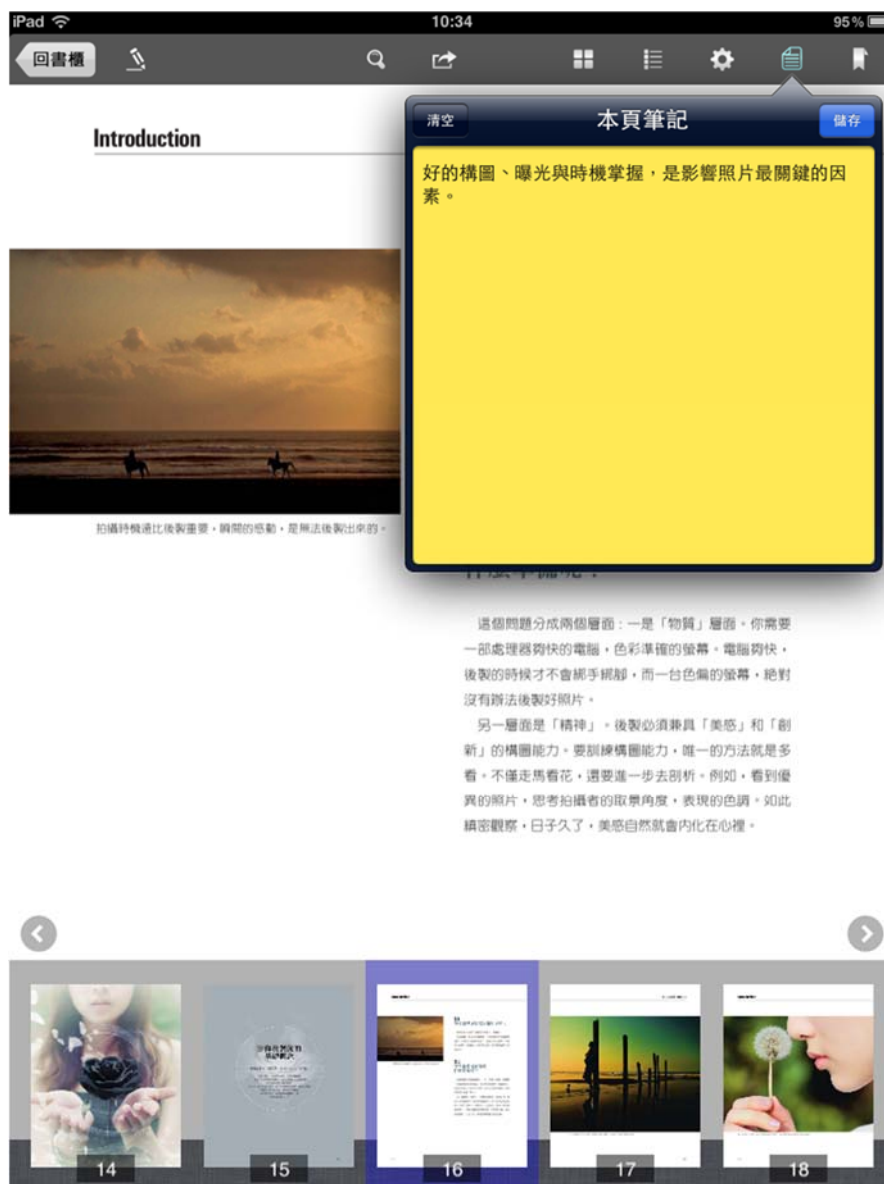 iPad
10:34
95%
回書櫃
清空
本頁筆記
儲存
Introduction
好的構圖、曝光與時機掌握，是影響照片最關鍵的因
素。
拍攝時機遠比後製重要，瞬間的感動，是無法後製出來的。
這個問題分成兩個層面：一是「物質」層面。你需要
一部處理器夠快的電腦，色彩準確的螢幕。電腦夠快，
後製的時候才不會綁手綁腳，而一台色偏的螢幕，絕對
沒有辦法後製好照片。
另一層面是「精神」。後製必須兼具「美感」和「創
新」的構圖能力。要訓練構圖能力，唯一的方法就是多
看。不僅走馬看花，還要進一步去剖析。例如，看到優
異的照片，思考拍攝者的取景角度，表現的色調。如此
縝密觀察，日子久了，美感自然就會內化在心裡。
14
15
16
17
18